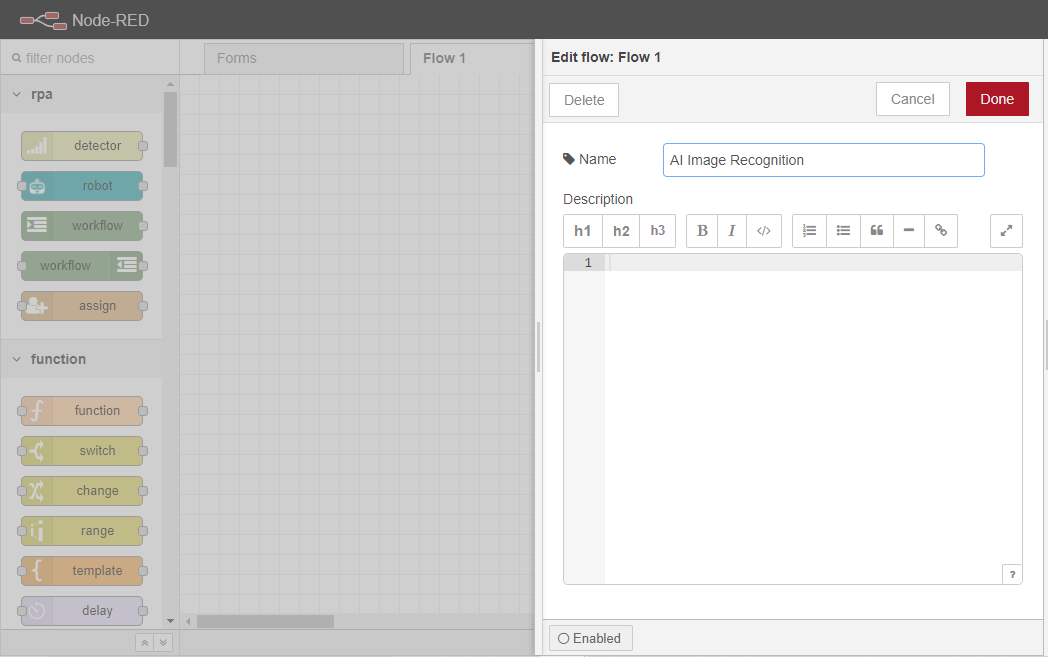 Node-RED
filter nodes
Forms
Flow 1
rpa
detector
robot
workflow
workflow
assign
function
function
switch
change
range
template
delay
Edit flow: Flow 1
Delete
Cancel
Done
Name
AI Image Recognition
Description
h1 h2 h3 B I </>
1
?
Enabled